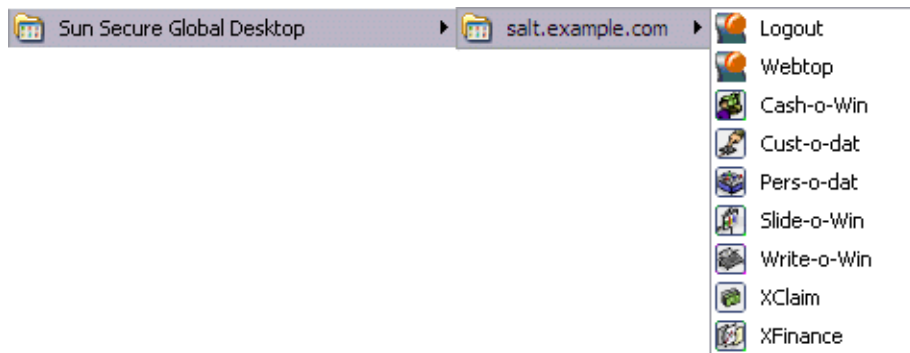 Sun Secure Global Desktop
salt.example.com
Logout
Webtop
Cash-o-Win
Cust-o-dat
Pers-o-dat
Slide-o-Win
Write-o-Win
XClaim
XFinance